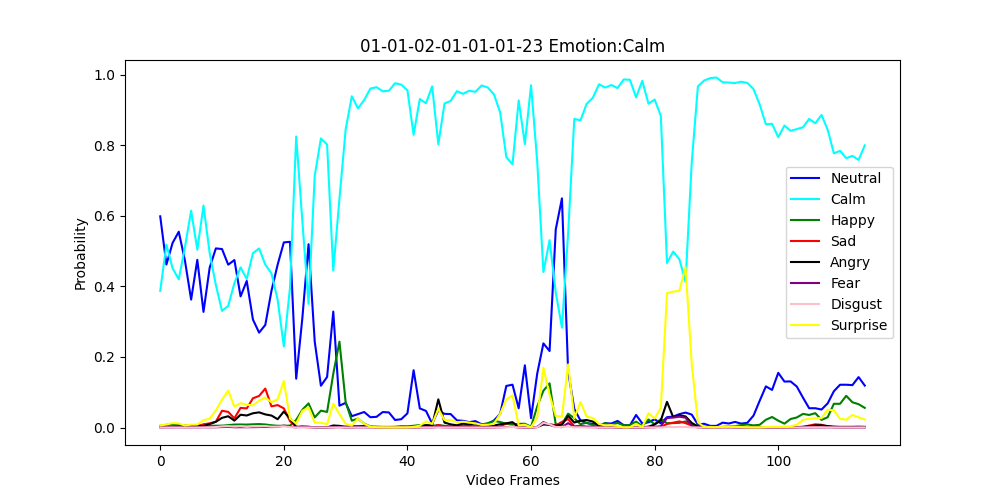 01-01-02-01-01-01-23 Emotion:Calm
1.0
0.8
0.6
0.4
0.2
0.0
Probability
0
20
40
60
80
100
Video Frames
Neutral
Calm
Happy
Sad
Angry
Fear
Disgust
Surprise